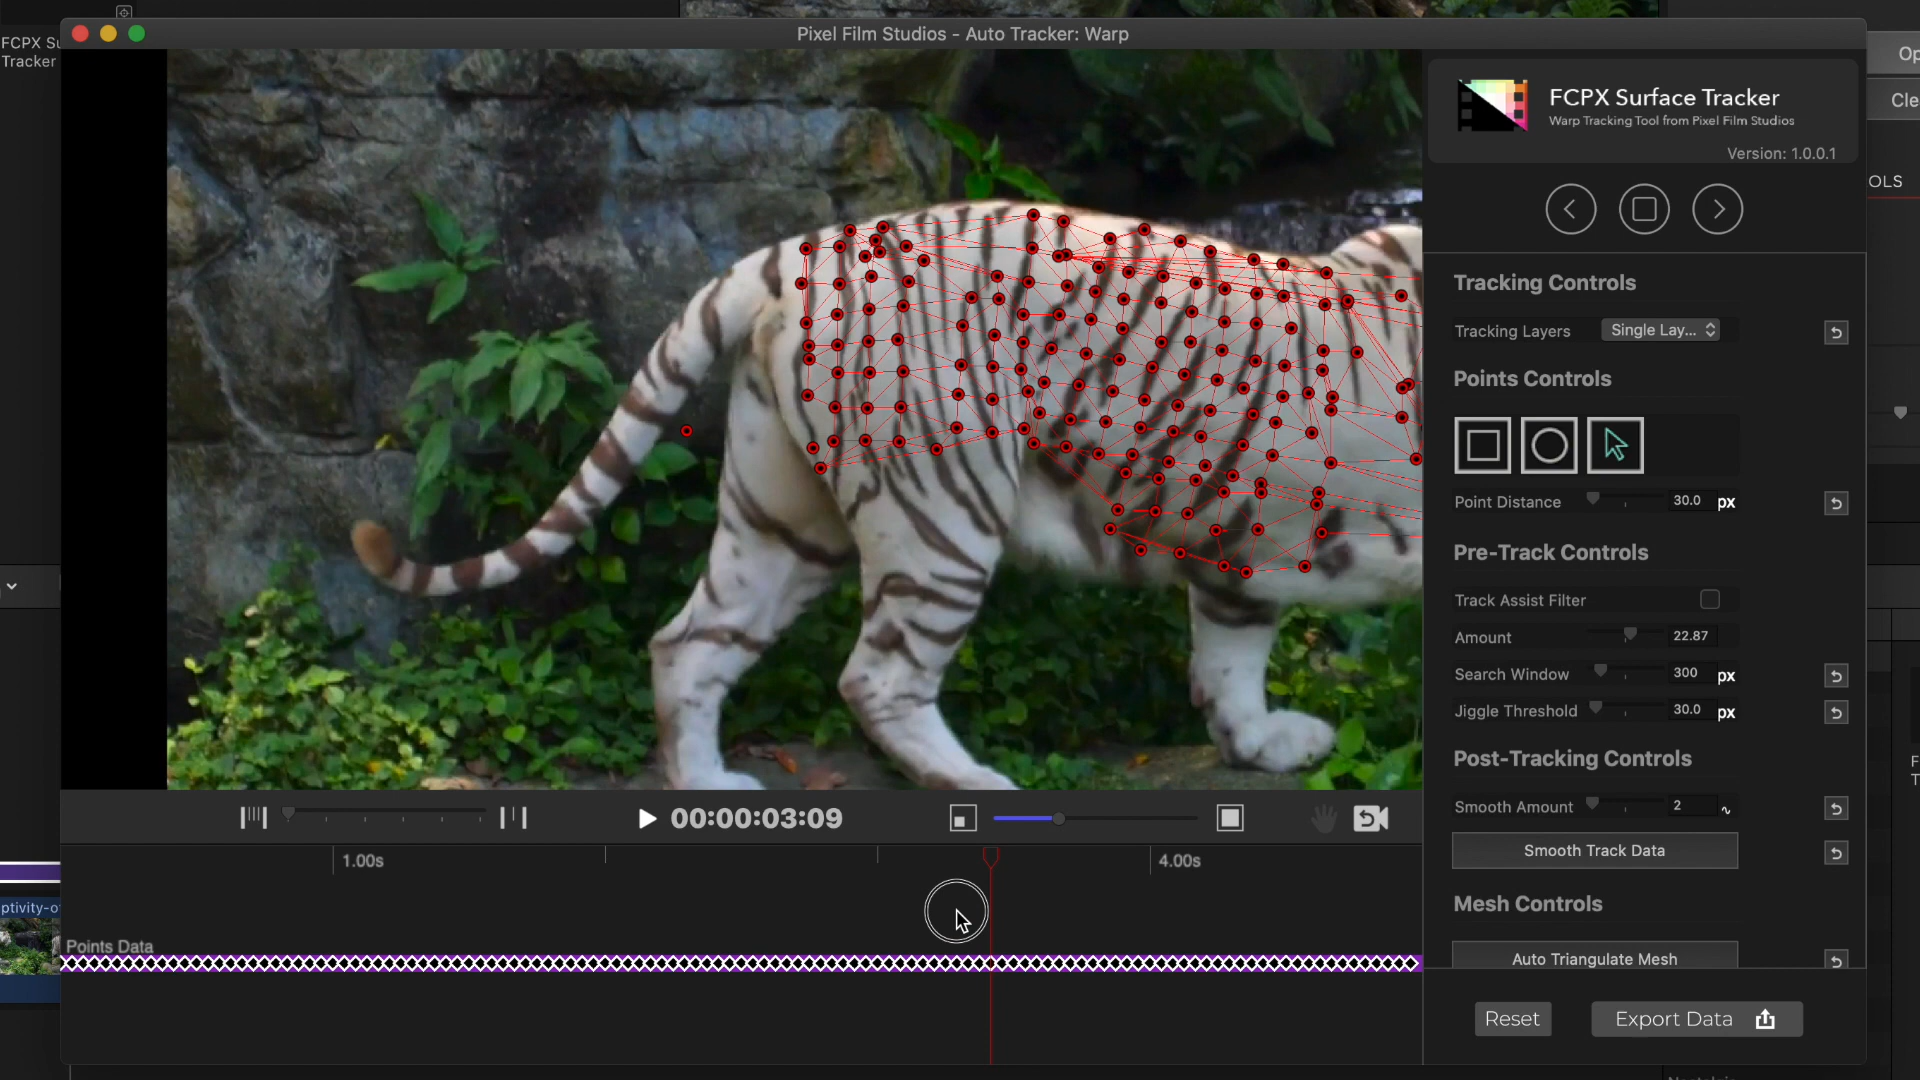 Pixel Film Studios - Auto Tracker: Warp
FCPX Su
Tracker
Op
Cle
FCPX Surface Tracker
Warp Tracking Tool from Pixel Film Studios
Version: 1.0.0.1
OLS
Tracking Controls
Tracking Layers
Single Lay...
Points Controls
Point Distance
30.0
px
Pre-Track Controls
Track Assist Filter
Amount
22.87
Search Window
300
px
Jiggle Threshold
30.0
px
Post-Tracking Controls
Smooth Amount
2
Smooth Track Data
Mesh Controls
Auto Triangulate Mesh
Reset
Export Data
00:00:03:09
1.00s
4.00s
Points Data
ptivity-o
F
T